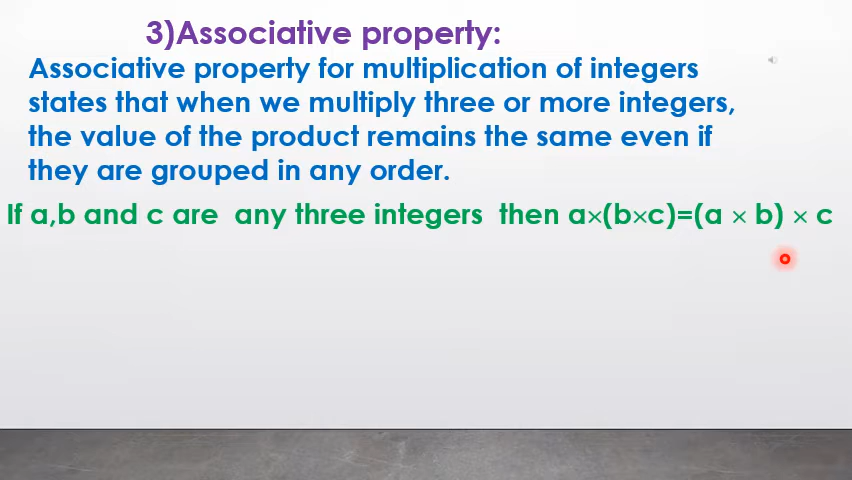 3)Associative property:
Associative property for multiplication of integers
states that when we multiply three or more integers,
the value of the product remains the same even if
they are grouped in any order.
If a,b and c are any three integers then a×(b×c)=(a × b) × c